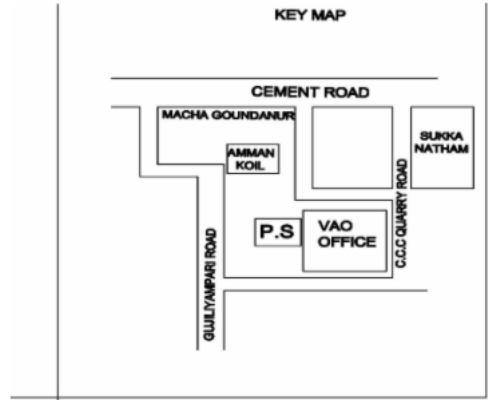 KEY MAP
CEMENT ROAD
MACHA GOUNDANUR
SUKKA
NATHAM
AMMAN
KOIL
C.C.C QUARRY ROAD
P.S
VAO
OFFICE
GUJILIYAMPARI ROAD